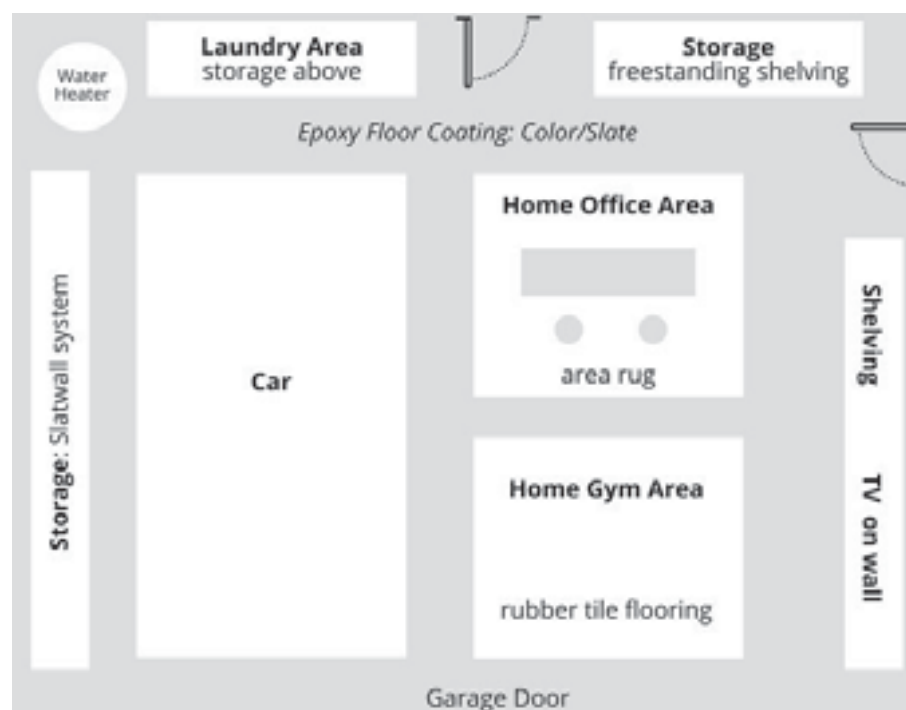 Laundry Area
storage above
Storage
freestanding shelving
Water
Heater
Epoxy Floor Coating: Color/Slate
Storage: Slatwall system
Car
Home Office Area
area rug
Home Gym Area
rubber tile flooring
Shelving
TV on wall
Garage Door